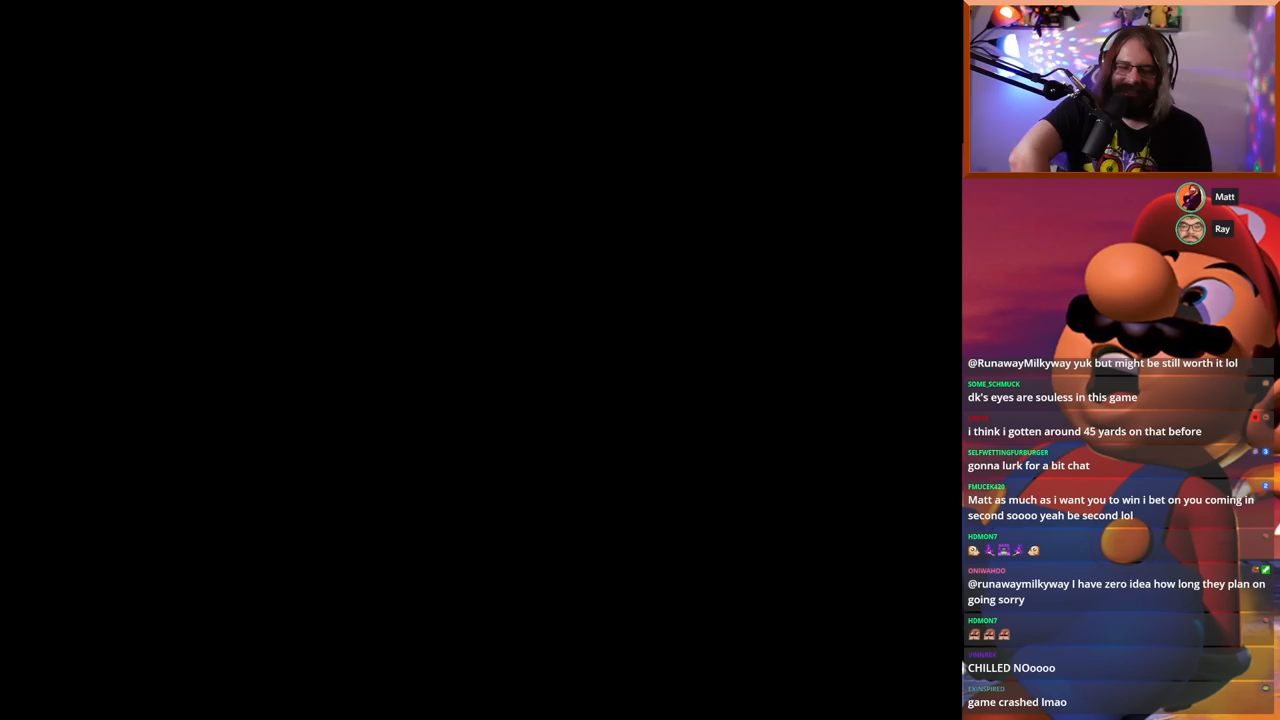 Matt
Ray
@RunawayMilkyway yuk but might be still worth it lol
SOME_SCHMUCK
dk's eyes are souless in this game
i think i gotten around 45 yards on that before
SELFWETTINGFURBURGER
gonna lurk for a bit chat
FMUCEK420
Matt as much as i want you to win i bet on you coming in
second soooo yeah be second lol
HDMON7
ONIWAHOO
@runawaymilkyway I have zero idea how long they plan on
going sorry
HDMON7
CHILLED NOoooo
EXINSPIRED
game crashed lmao